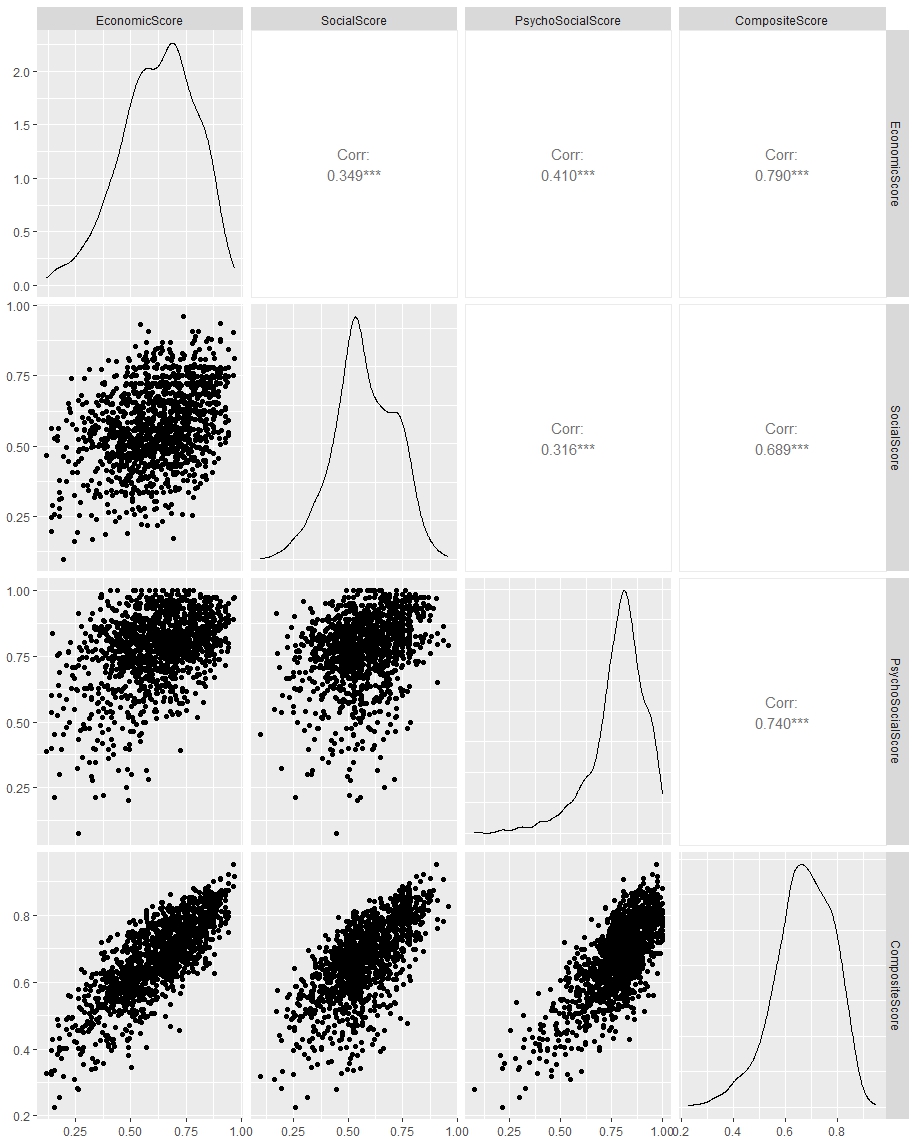 EconomicScore
SocialScore
PsychoSocialScore
CompositeScore
2.0
1.5
1.0
0.5
0.0
Corr:
0.349***
Corr:
0.410***
Corr:
0.790***
EconomicScore
1.00
0.75
0.50
0.25
Corr:
0.316***
Corr:
0.689***
SocialScore
1.00
0.75
0.50
0.25
Corr:
0.740***
PsychoSocialScore
0.8
0.6
0.4
0.2
CompositeScore
0.25 0.50 0.75 1.00
0.25 0.50 0.75 1.00
0.25 0.50 0.75 1.00
0.2 0.4 0.6 0.8